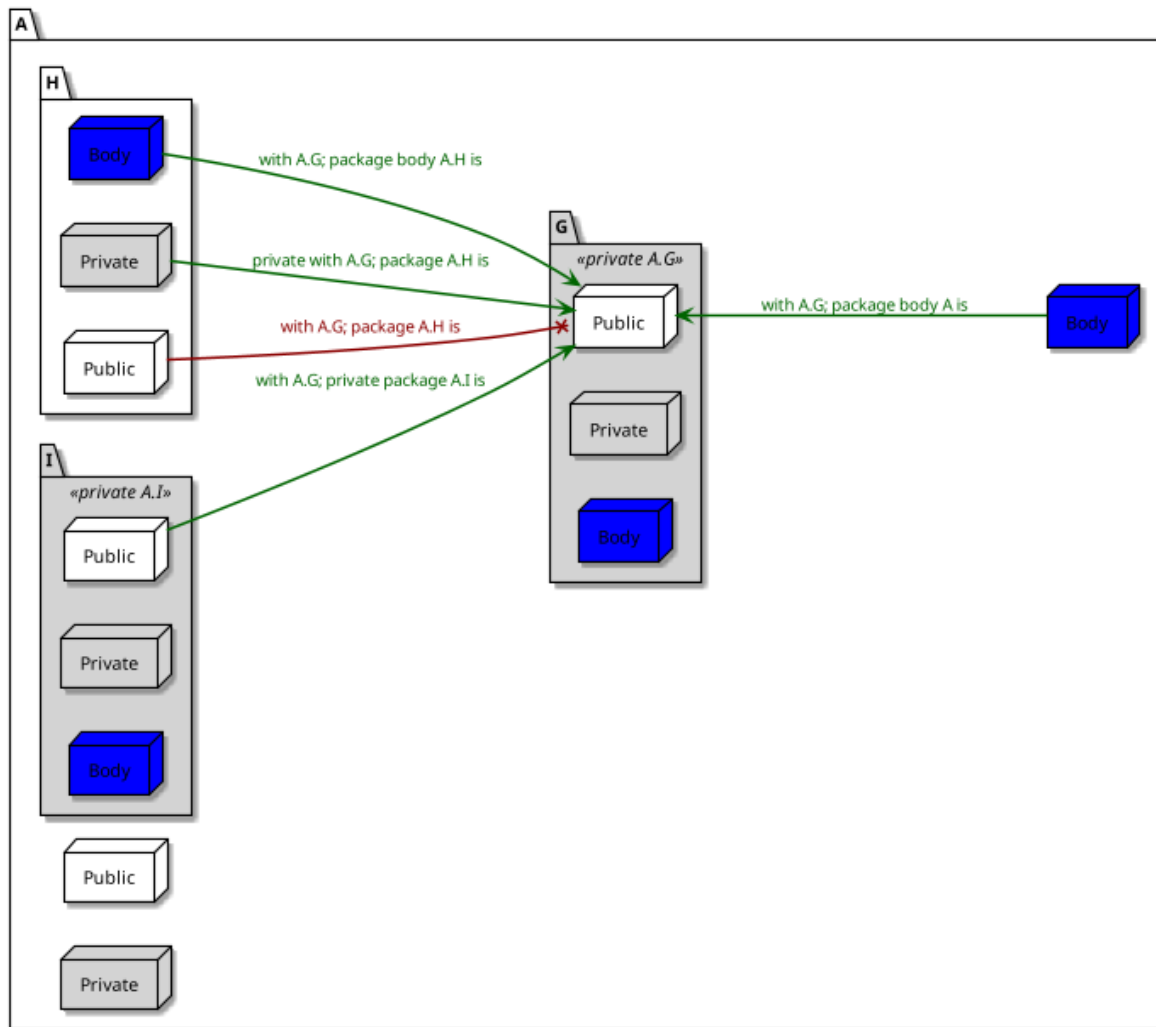 A
H
Body
with A.G; package body A.H is
Private
private with A.G; package A.H is
Public
with A.G; package A.H is
with A.G; private package A.I is
G
«private A.G»
Public
Private
Body
with A.G; package body A is
Body
I
«private A.I»
Public
Private
Body
Public
Private